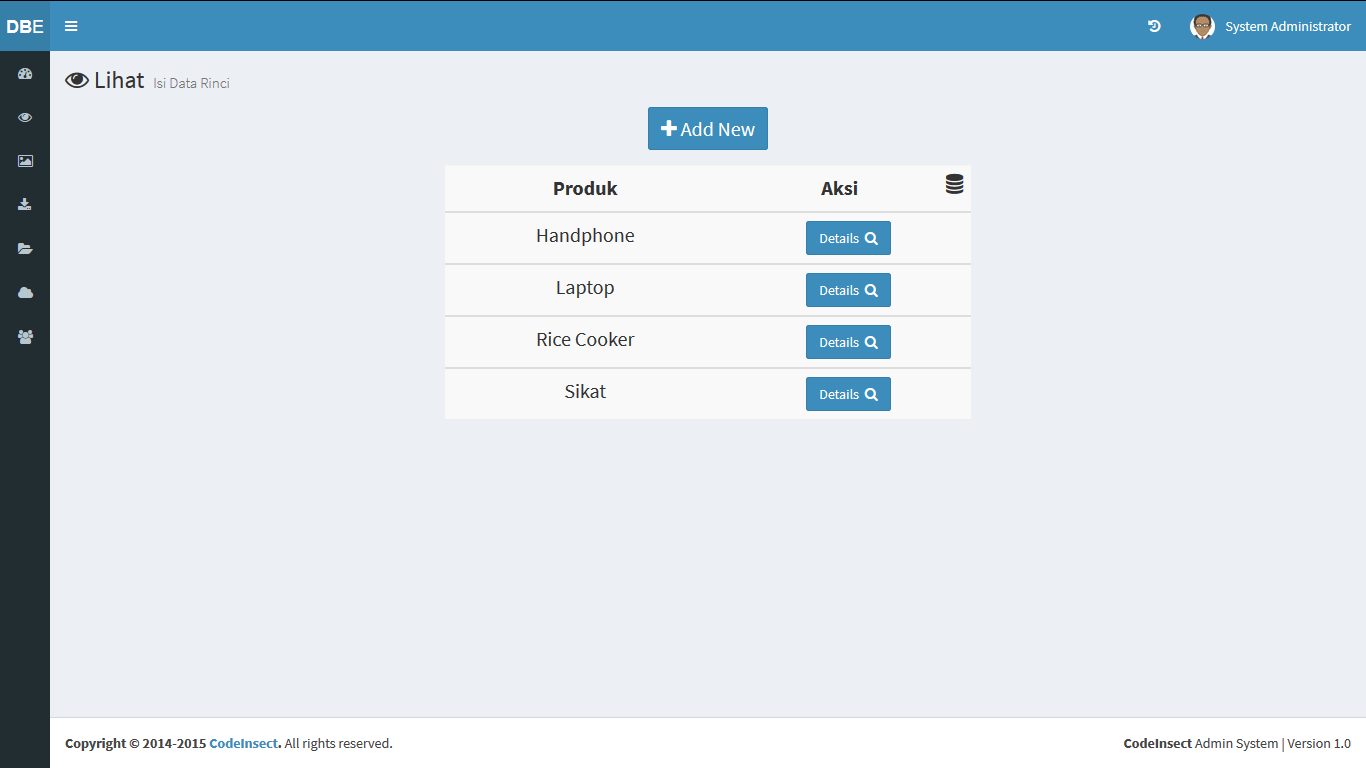 DBE
System Administrator
Lihat Isi Data Rinci
Add New
Produk Aksi
Handphone Details
Laptop Details
Rice Cooker Details
Sikat Details
Copyright © 2014-2015 CodeInsect. All rights reserved.
CodeInsect Admin System | Version 1.0